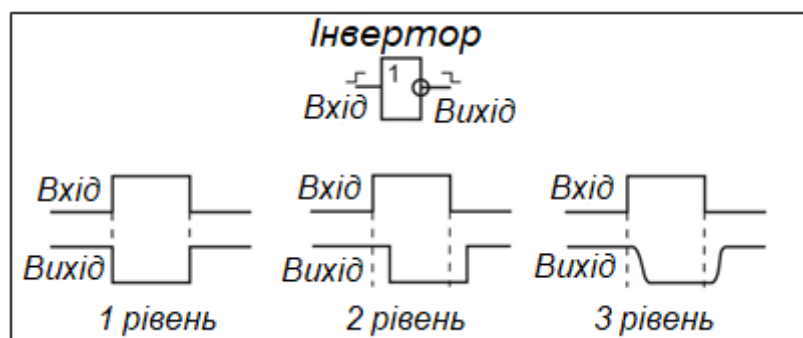 Інвертор
1
Вхід Вихід
Вхід Вхід Вхід
Вихід Вихід Вихід
1 рівень 2 рівень 3 рівень